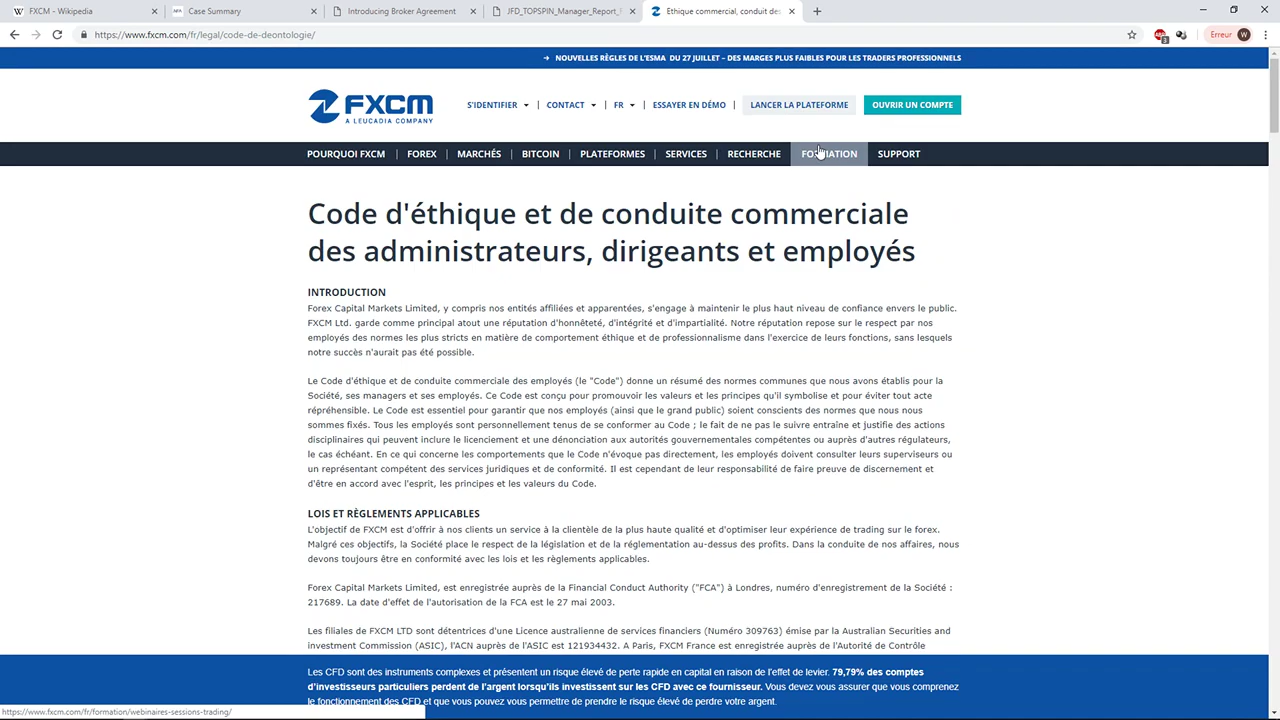 FXCM - Wikipedia
Case Summary
Introducing Broker Agreement
JFD_TOPSPIN_Manager_Report_
Ethique commercial, conduit de
https://www.fxcm.com/fr/legal/code-de-deontologie/
Erreur W
→ NOUVELLES RÈGLES DE L'ESMA DU 27 JUILLET – DES MARGES PLUS FAIBLES POUR LES TRADERS PROFESSIONNELS
FXCM
A LEUCADIA COMPANY
S'IDENTIFIER | CONTACT | FR | ESSAYER EN DÉMO | LANCER LA PLATEFORME OUVRIR UN COMPTE
POURQUOI FXCM | FOREX | MARCHÉS | BITCOIN | PLATEFORMES | SERVICES | RECHERCHE FORMATION SUPPORT
Code d'éthique et de conduite commerciale
des administrateurs, dirigeants et employés
INTRODUCTION
Forex Capital Markets Limited, y compris nos entités affiliées et apparentées, s'engage à maintenir le plus haut niveau de confiance envers le public.
FXCM Ltd. garde comme principal atout une réputation d'honnêteté, d'intégrité et d'impartialité. Notre réputation repose sur le respect par nos
employés des normes les plus stricts en matière de comportement éthique et de professionnalisme dans l'exercice de leurs fonctions, sans lesquels
notre succès n'aurait pas été possible.
Le Code d'éthique et de conduite commerciale des employés (le "Code") donne un résumé des normes communes que nous avons établis pour la
Société, ses managers et ses employés. Ce Code est conçu pour promouvoir les valeurs et les principes qu'il symbolise et pour éviter tout acte
répréhensible. Le Code est essentiel pour garantir que nos employés (ainsi que le grand public) soient conscients des normes que nous nous
sommes fixés. Tous les employés sont personnellement tenus de se conformer au Code ; le fait de ne pas le suivre entraîne et justifie des actions
disciplinaires qui peuvent inclure le licenciement et une dénonciation aux autorités gouvernementales compétentes ou auprès d'autres régulateurs,
le cas échéant. En ce qui concerne les comportements que le Code n'évoque pas directement, les employés doivent consulter leurs superviseurs ou
un représentant compétent des services juridiques et de conformité. Il est cependant de leur responsabilité de faire preuve de discernement et
d'être en accord avec l'esprit, les principes et les valeurs du Code.
LOIS ET RÈGLEMENTS APPLICABLES
L'objectif de FXCM est d'offrir à nos clients un service à la clientèle de la plus haute qualité et d'optimiser leur expérience de trading sur le forex.
Malgré ces objectifs, la Société place le respect de la législation et de la réglementation au-dessus des profits. Dans la conduite de nos affaires, nous
devons toujours être en conformité avec les lois et les règlements applicables.
Forex Capital Markets Limited, est enregistrée auprès de la Financial Conduct Authority ("FCA") à Londres, numéro d'enregistrement de la Société :
217689. La date d'effet de l'autorisation de la FCA est le 27 mai 2003.
Les filiales de FXCM LTD sont détentrices d'une Licence australienne de services financiers (Numéro 309763) émise par la Australian Securities and
investment Commission (ASIC), l'ACN auprès de l'ASIC est 121934432. A Paris, FXCM France est enregistrée auprès de l'Autorité de Contrôle
Les CFD sont des instruments complexes et présentent un risque élevé de perte rapide en capital en raison de l'effet de levier. 79,79% des comptes
d'investisseurs particuliers perdent de l'argent lorsqu'ils investissent sur les CFD avec ce fournisseur. Vous devez vous assurer que vous comprenez
le fonctionnement des CFD et que vous pouvez vous permettre de prendre le risque élevé de perdre votre argent.
https://www.fxcm.com/fr/formation/webinaires-sessions-trading/